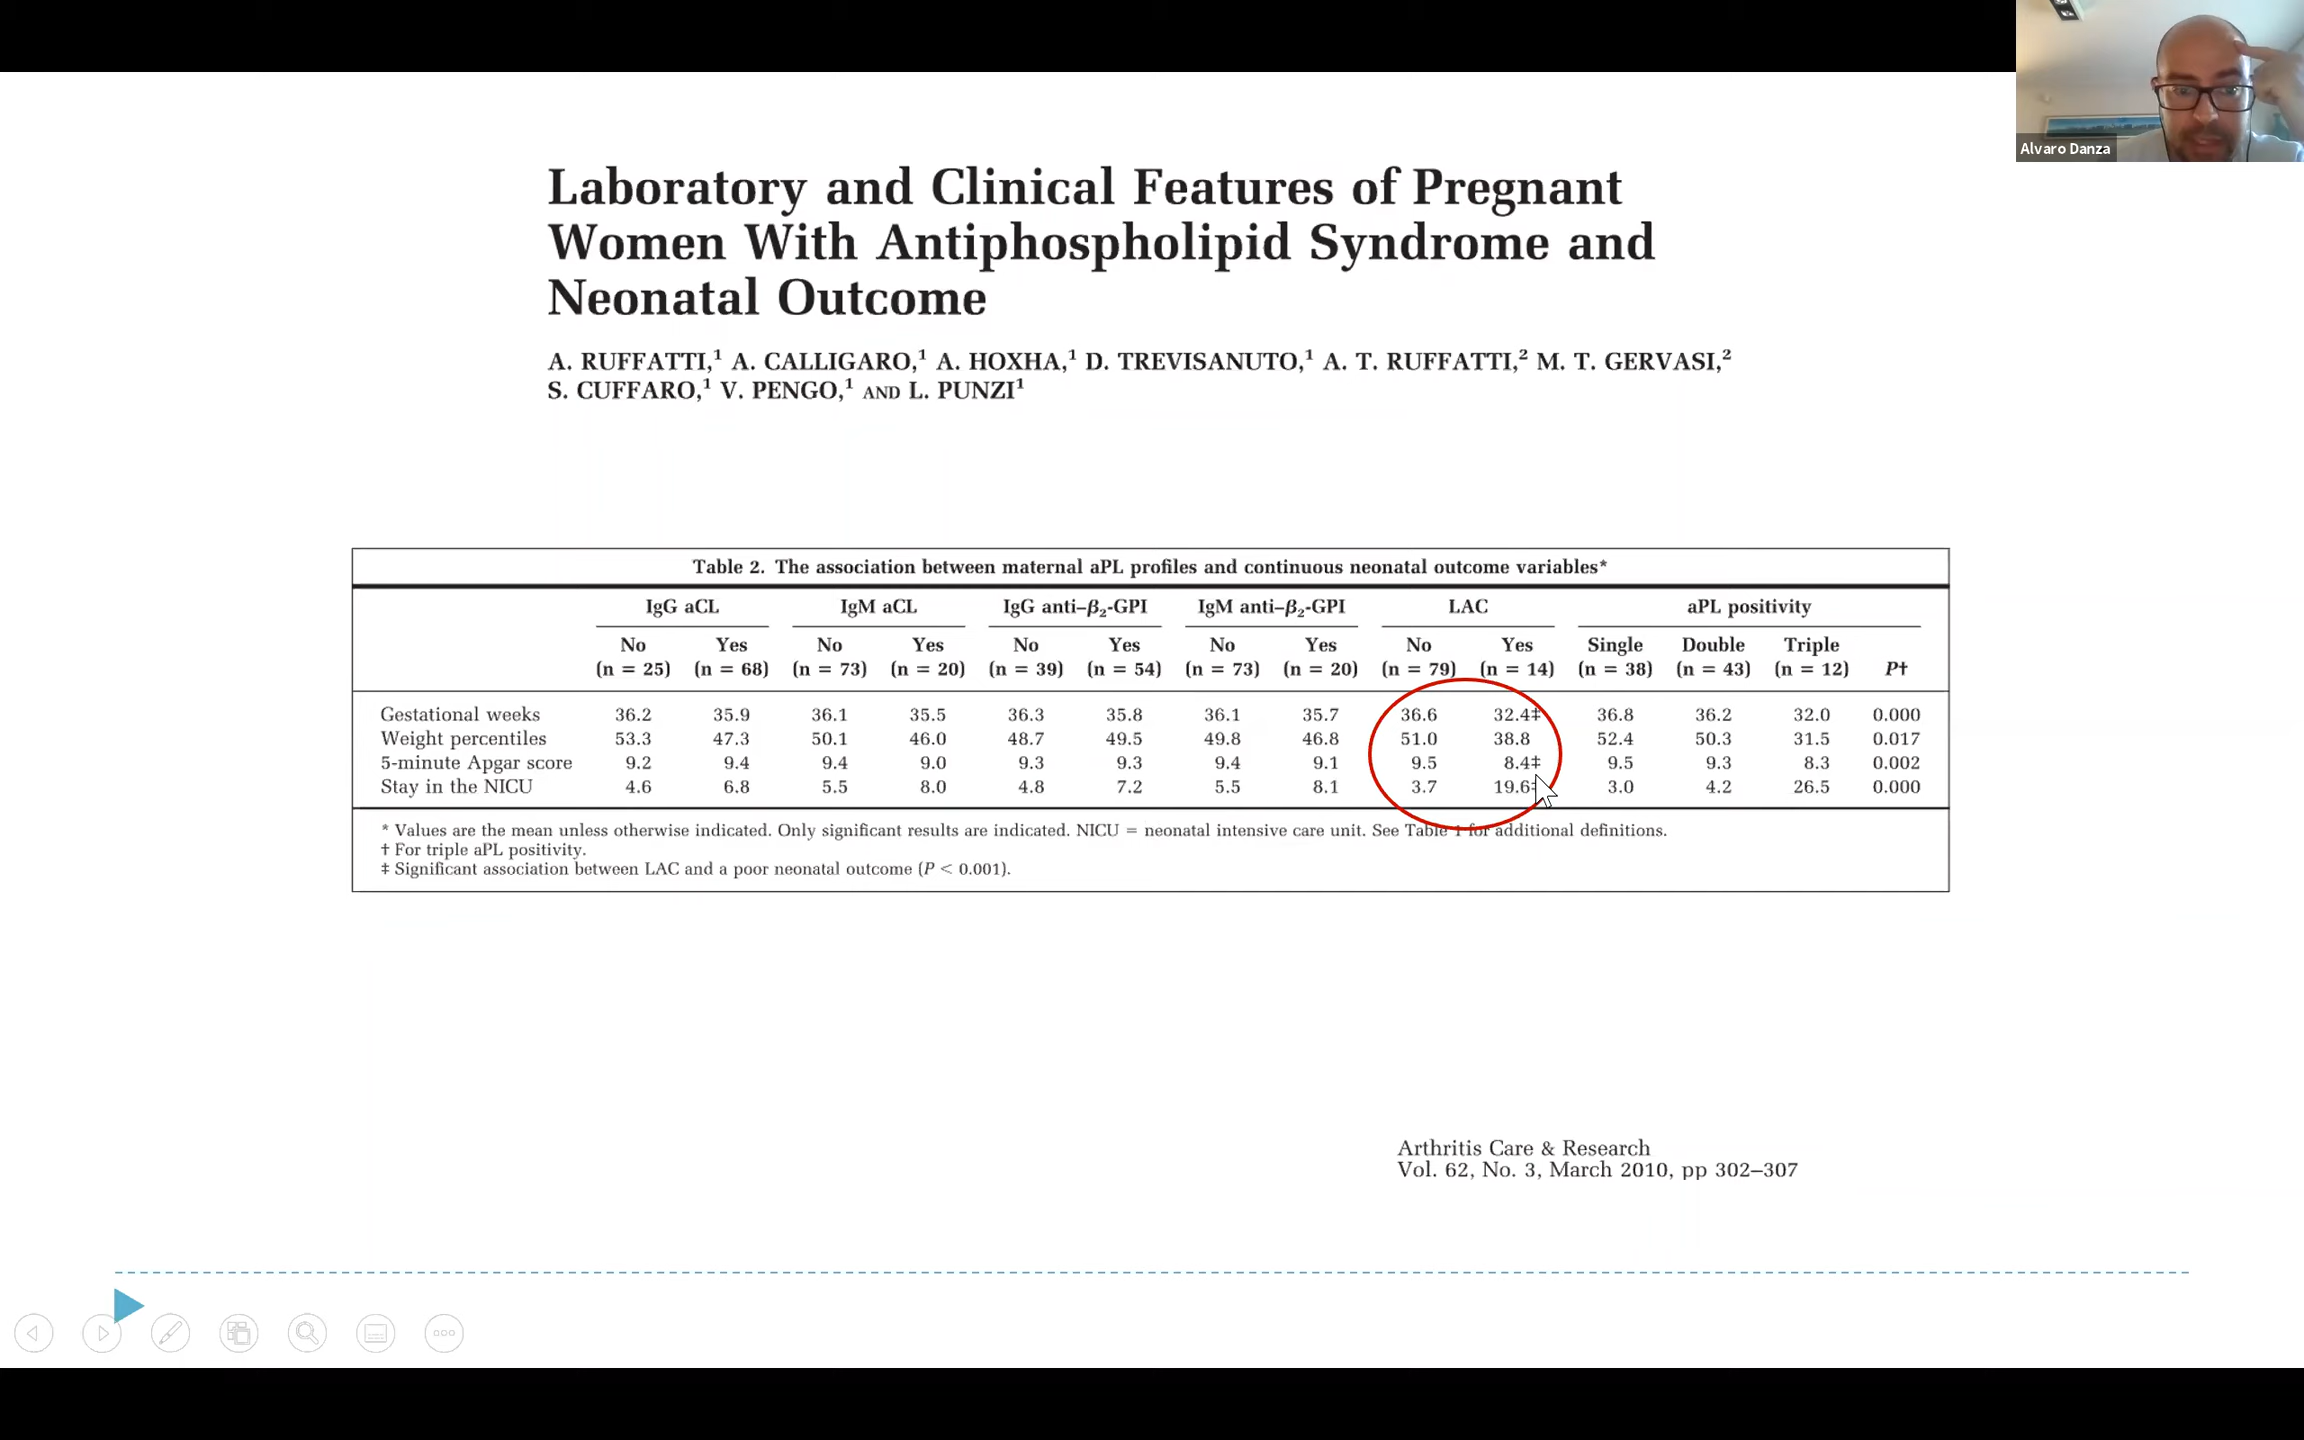 Alvaro Danza
Laboratory and Clinical Features of Pregnant
Women With Antiphospholipid Syndrome and
Neonatal Outcome
A. RUFFATTI,¹ A. CALLIGARO,¹ A. HOXHA,¹ D. TREVISANUTO,¹ A. T. RUFFATTI,² M. T. GERVASI,²
S. CUFFARO,¹ V. PENGO,¹ AND L. PUNZI¹
Table 2. The association between maternal aPL profiles and continuous neonatal outcome variables*
IgG aCL IgM aCL IgG anti–β₂-GPI IgM anti–β₂-GPI LAC aPL positivity
No Yes No Yes No Yes No Yes No Yes Single Double Triple
(n = 25) (n = 68) (n = 73) (n = 20) (n = 39) (n = 54) (n = 73) (n = 20) (n = 79) (n = 14) (n = 38) (n = 43) (n = 12) P†
Gestational weeks 36.2 35.9 36.1 35.5 36.3 35.8 36.1 35.7 36.6 32.4‡ 36.8 36.2 32.0 0.000
Weight percentiles 53.3 47.3 50.1 46.0 48.7 49.5 49.8 46.8 51.0 38.8 52.4 50.3 31.5 0.017
5-minute Apgar score 9.2 9.4 9.4 9.0 9.3 9.3 9.4 9.1 9.5 8.4‡ 9.5 9.3 8.3 0.002
Stay in the NICU 4.6 6.8 5.5 8.0 4.8 7.2 5.5 8.1 3.7 19.6‡ 3.0 4.2 26.5 0.000
* Values are the mean unless otherwise indicated. Only significant results are indicated. NICU = neonatal intensive care unit. See Table 1 for additional definitions.
† For triple aPL positivity.
‡ Significant association between LAC and a poor neonatal outcome (P < 0.001).
Arthritis Care & Research
Vol. 62, No. 3, March 2010, pp 302–307